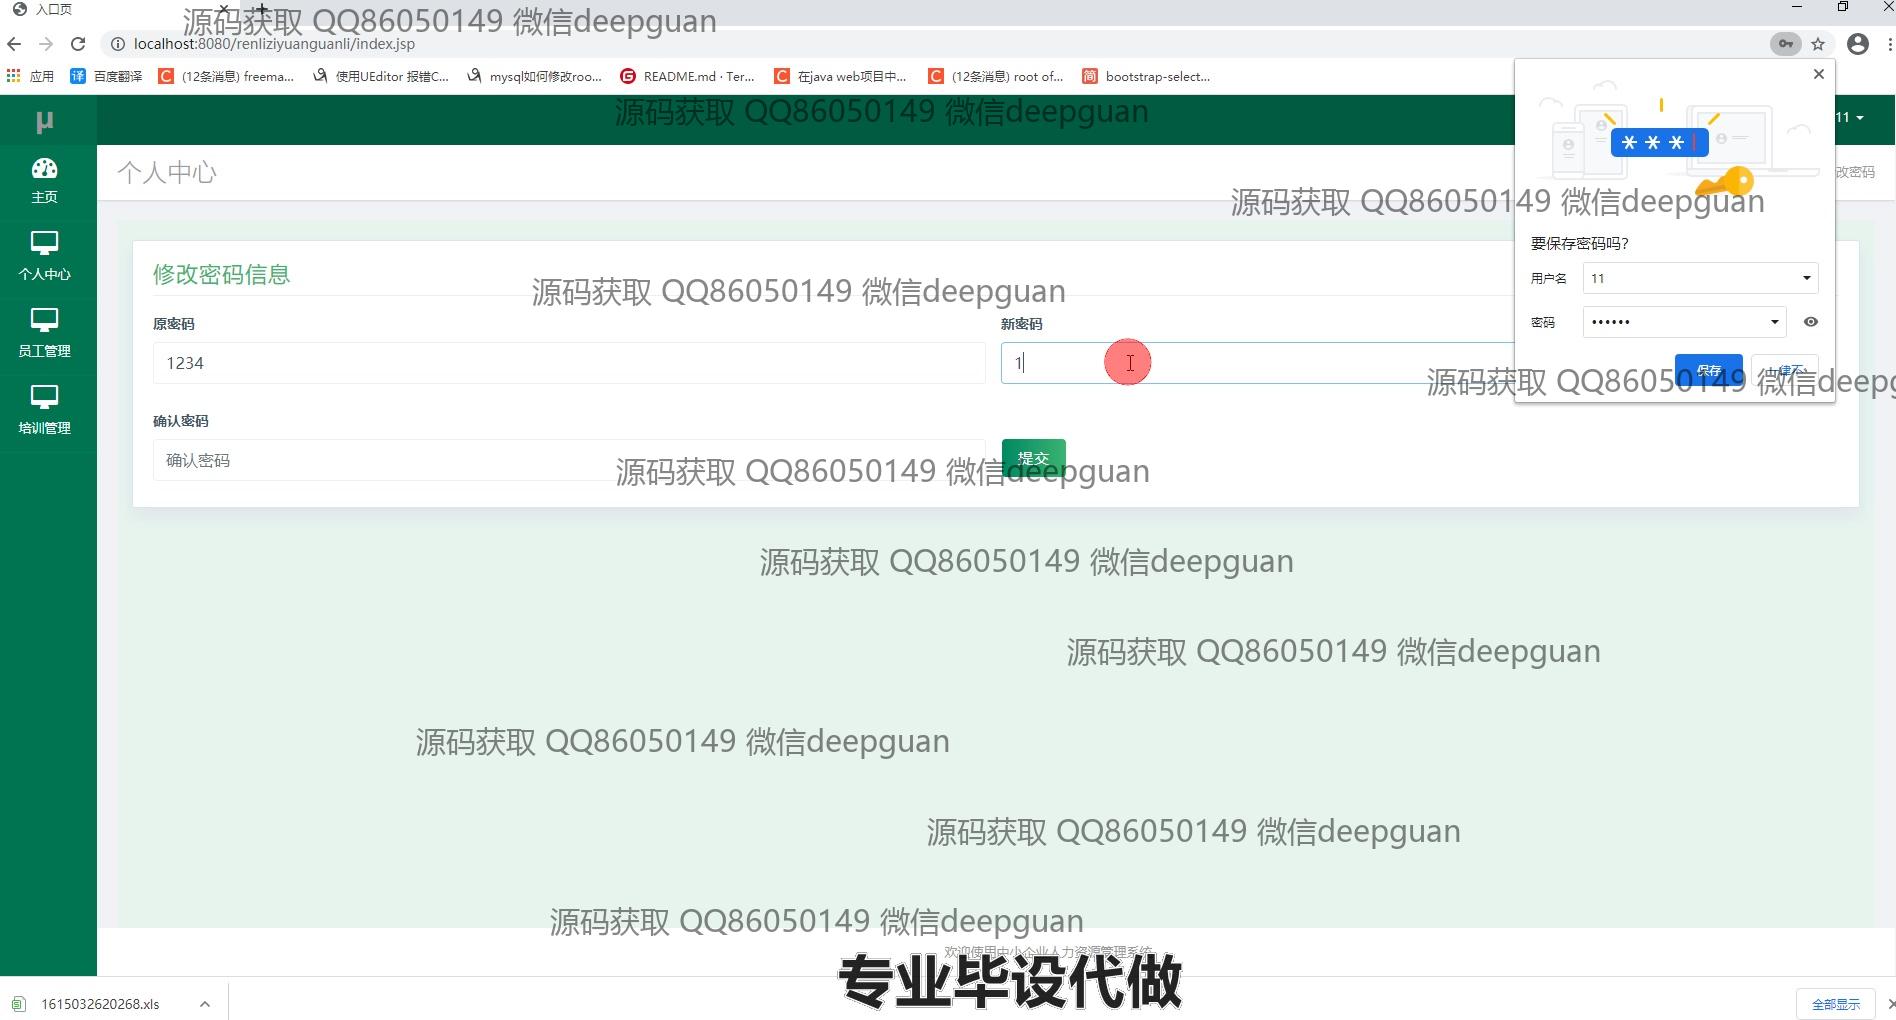 入口页
源码获取 QQ86050149 微信deepguan
localhost:8080/renliziyuanguanli/index.jsp
应用
译 百度翻译
C (12条消息) freema...
使用UEditor 报错C...
mysql如何修改roo...
G README.md · Ter...
C 在java web项目中...
C (12条消息) root of...
简 bootstrap-select...
源码获取 QQ86050149 微信deepguan
μ
11
主页
个人中心
改密码
源码获取 QQ86050149 微信deepguan
个人中心
员工管理
培训管理
要保存密码吗?
用户名 11
密码 ••••••
保存
修改密码信息
源码获取 QQ86050149 微信deepguan
原密码
新密码
1234
1
源码获取 QQ86050149 微信deepg
确认密码
确认密码
提交
源码获取 QQ86050149 微信deepguan
源码获取 QQ86050149 微信deepguan
源码获取 QQ86050149 微信deepguan
源码获取 QQ86050149 微信deepguan
源码获取 QQ86050149 微信deepguan
源码获取 QQ86050149 微信deepguan
欢迎使用中小企业人力资源管理系统
专业毕设代做
1615032620268.xls
全部显示